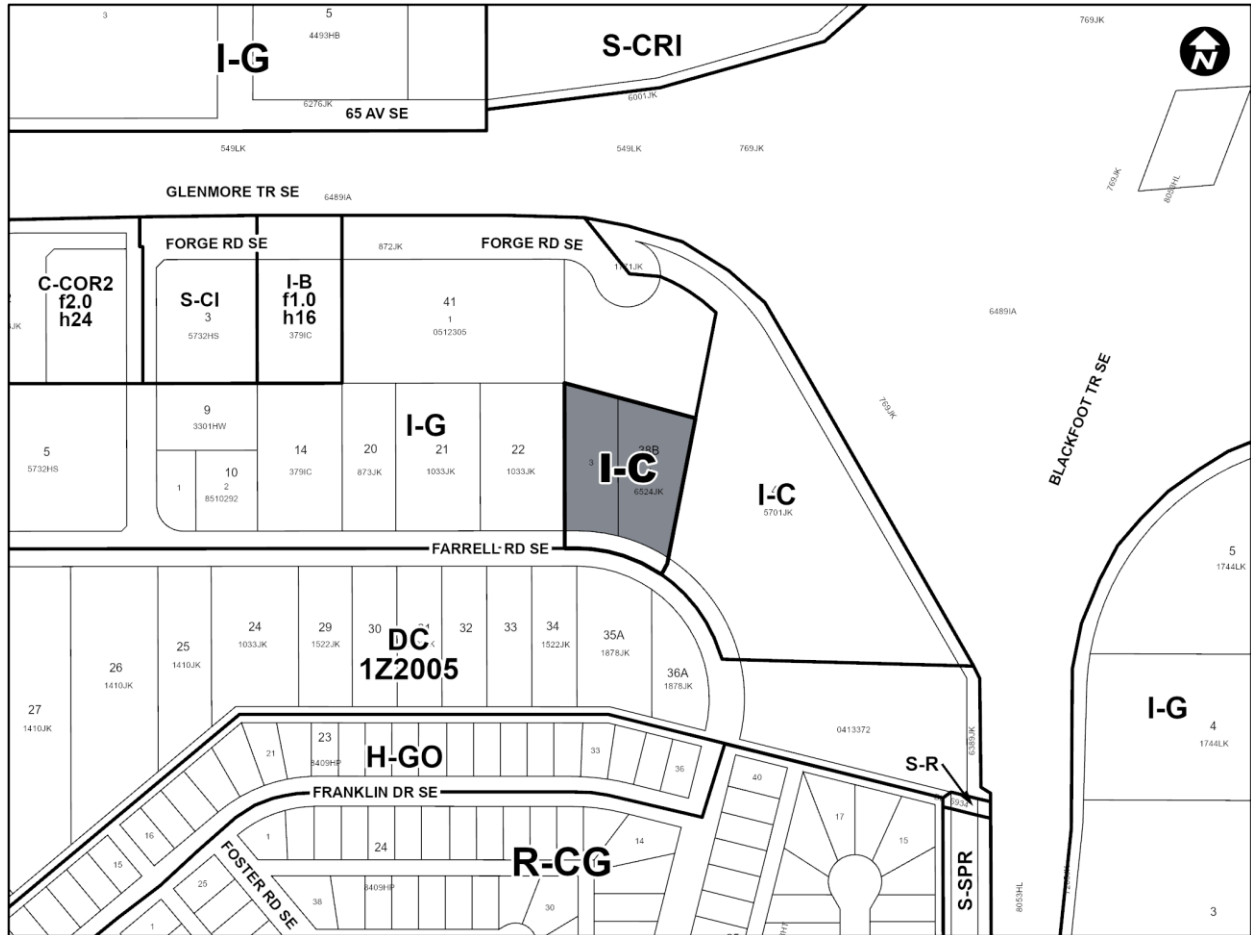 3
5
4493HB
I-G
S-CRI
769JK
N
6276JK
6001JK
65 AV SE
549LK
549LK
769JK
769JK
8053HL
GLENMORE TR SE
6489IA
FORGE RD SE
872JK
FORGE RD SE
1771JK
C-COR2
f2.0
h24
S-CI
3
5732HS
I-B
f1.0
h16
379IC
41
1
0512305
6489IA
BLACKFOOT TR SE
769JK
5
5732HS
9
3301HW
1
10
2
8510292
14
379IC
20
873JK
I-G
21
1033JK
22
1033JK
3
28B
I-C
6524JK
I-C
5701JK
FARRELL RD SE
5
1744LK
27
1410JK
26
1410JK
25
1410JK
24
1033JK
29
1522JK
30
DC
1Z2005
32
33
34
1522JK
35A
1878JK
36A
1878JK
0413372
6389JK
I-G
4
1744LK
21
23
8409HP
H-GO
33
36
40
S-R
FRANKLIN DR SE
16
15
1
24
8409HP
R-CG
14
17
15
S-SPR
8053HL
25
FOSTER RD SE
38
30
1
3